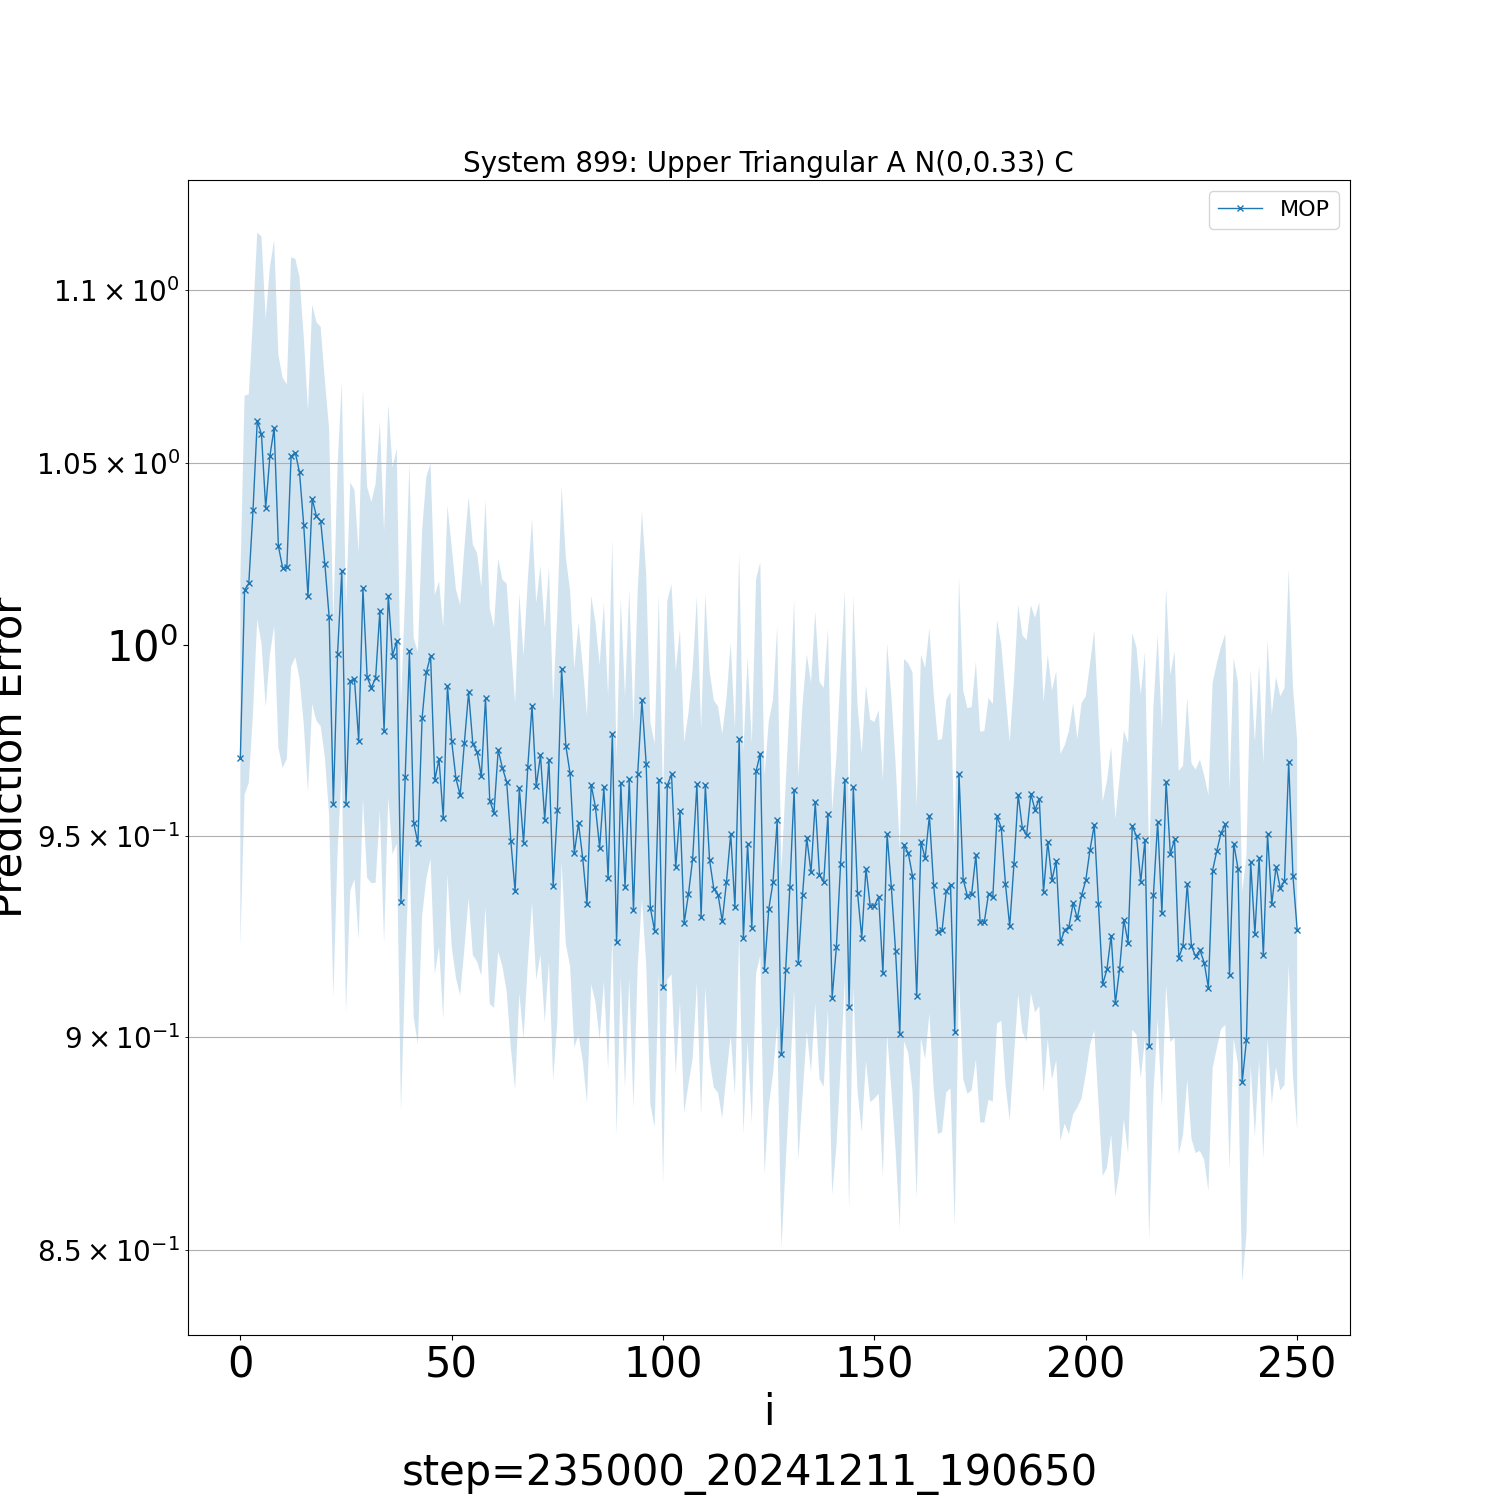 System 899: Upper Triangular A N(0,0.33) C
MOP
1.1 × 10⁰
1.05 × 10⁰
10⁰
9.5 × 10⁻¹
9 × 10⁻¹
8.5 × 10⁻¹
Prediction Error
0 50 100 150 200 250
i
step=235000_20241211_190650